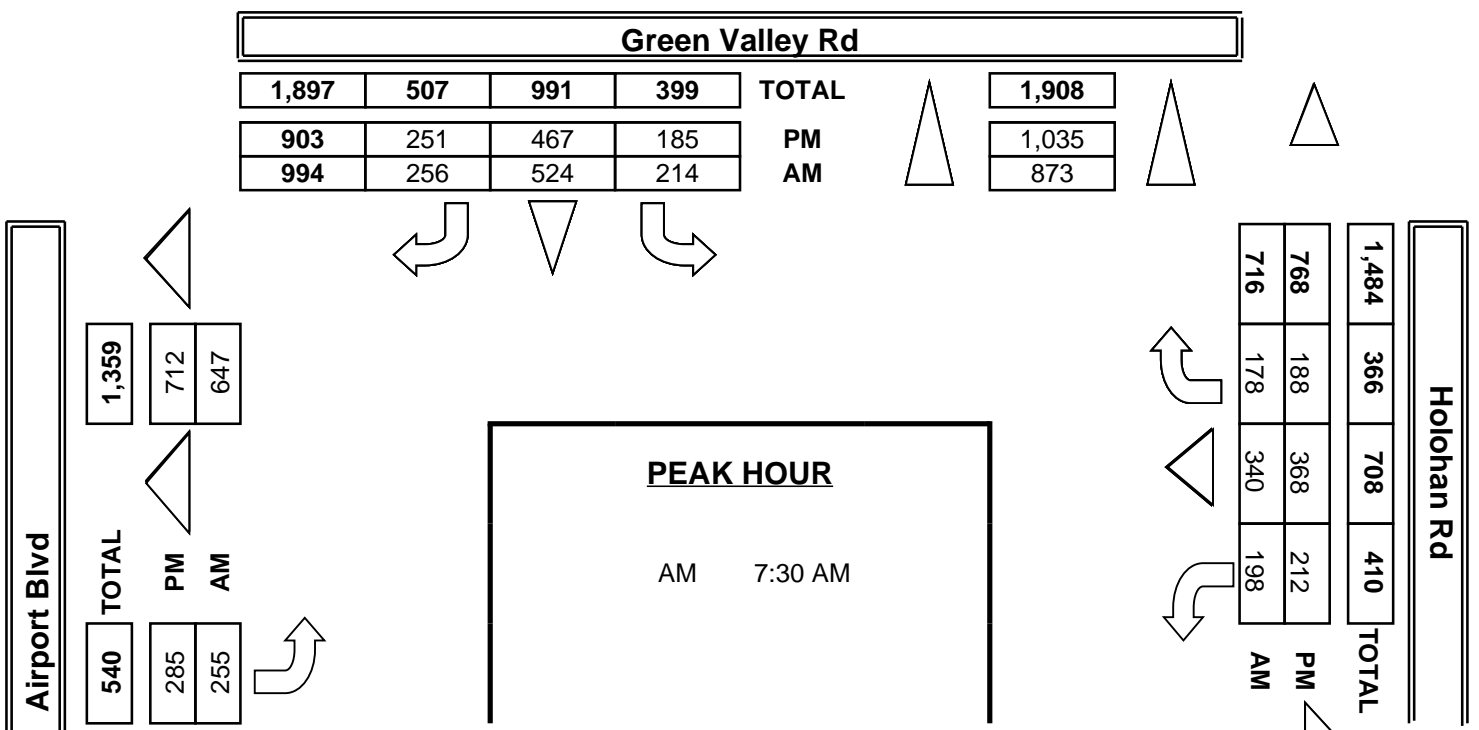 Green Valley Rd
1,897 507 991 399 TOTAL 1,908
903 251 467 185 PM 1,035
994 256 524 214 AM 873
Airport Blvd
1,359 712 647
TOTAL PM AM
540 285 255
PEAK HOUR
AM 7:30 AM
716 768 1,484
178 188 366
340 368 708
198 212 410
AM PM TOTAL
Holohan Rd